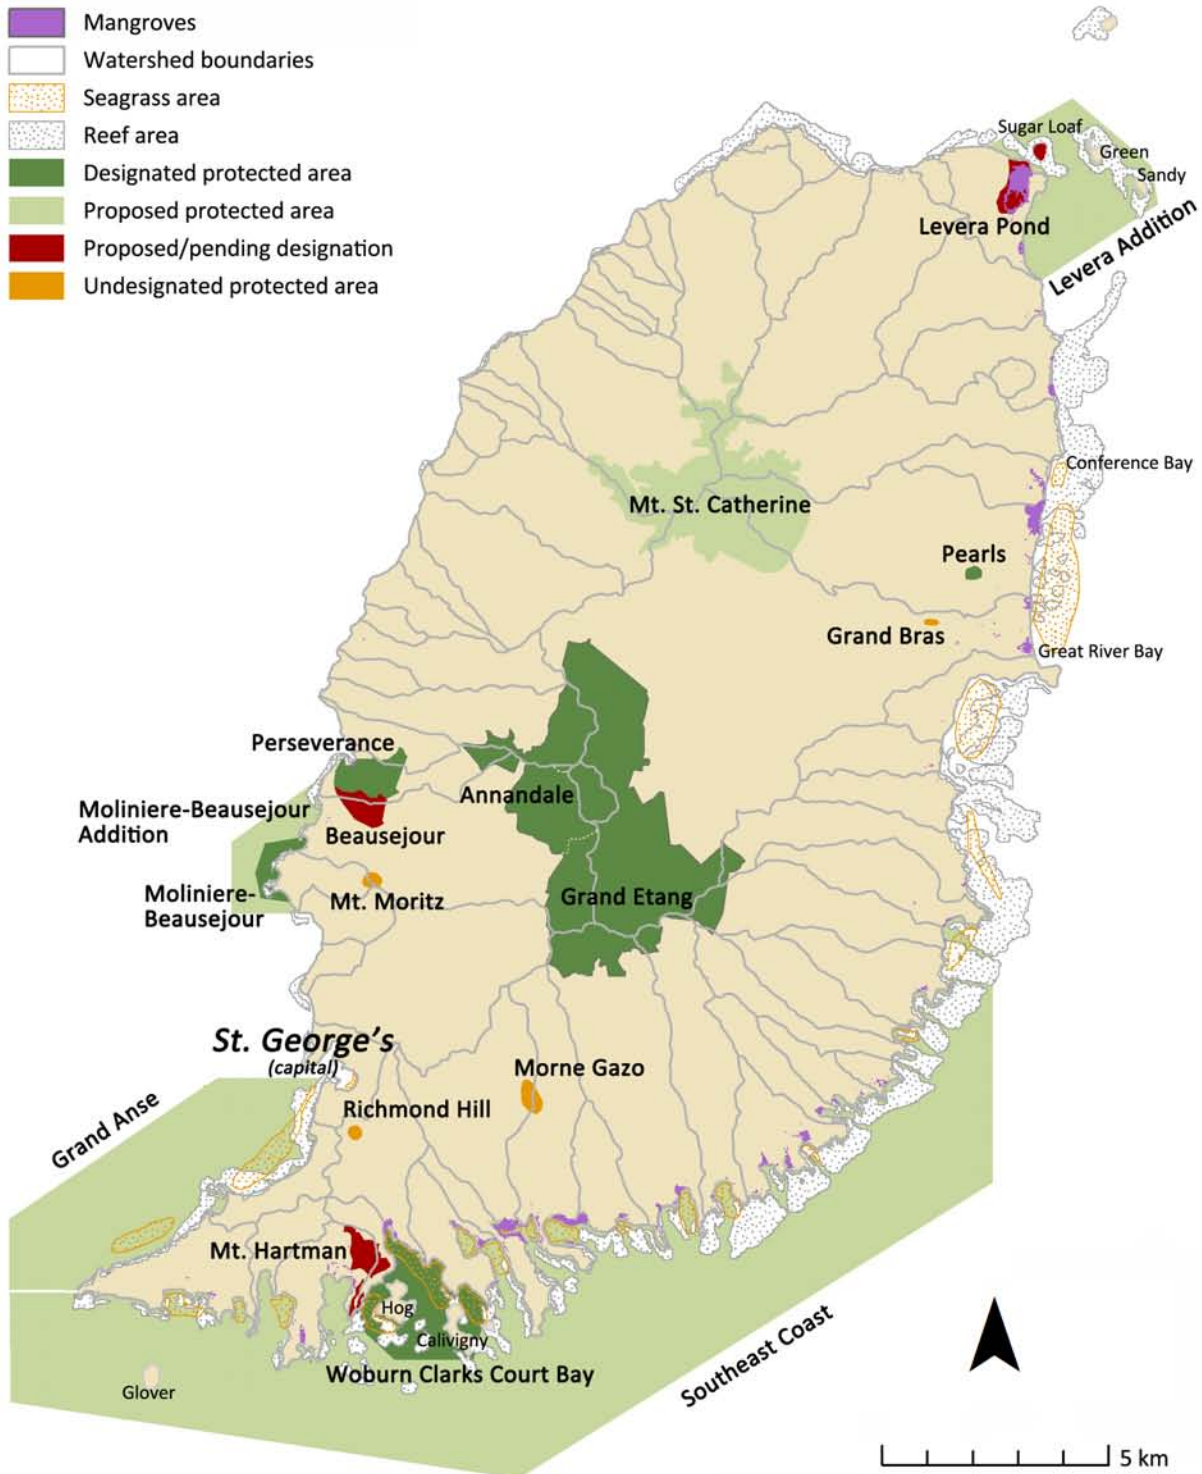 Mangroves
Watershed boundaries
Seagrass area
Reef area
Designated protected area
Proposed protected area
Proposed/pending designation
Undesignated protected area
Sugar Loaf
Green
Sandy
Levera Pond
Levera Addition
Conference Bay
Mt. St. Catherine
Pearls
Grand Bras
Great River Bay
Perseverance
Annandale
Moliniere-Beausejour
Addition
Beausejour
Moliniere-
Beausejour
Mt. Moritz
Grand Etang
St. George's
(capital)
Morne Gazo
Grand Anse
Richmond Hill
Mt. Hartman
Hog
Calivigny
Woburn Clarks Court Bay
Southeast Coast
Glover
5 km